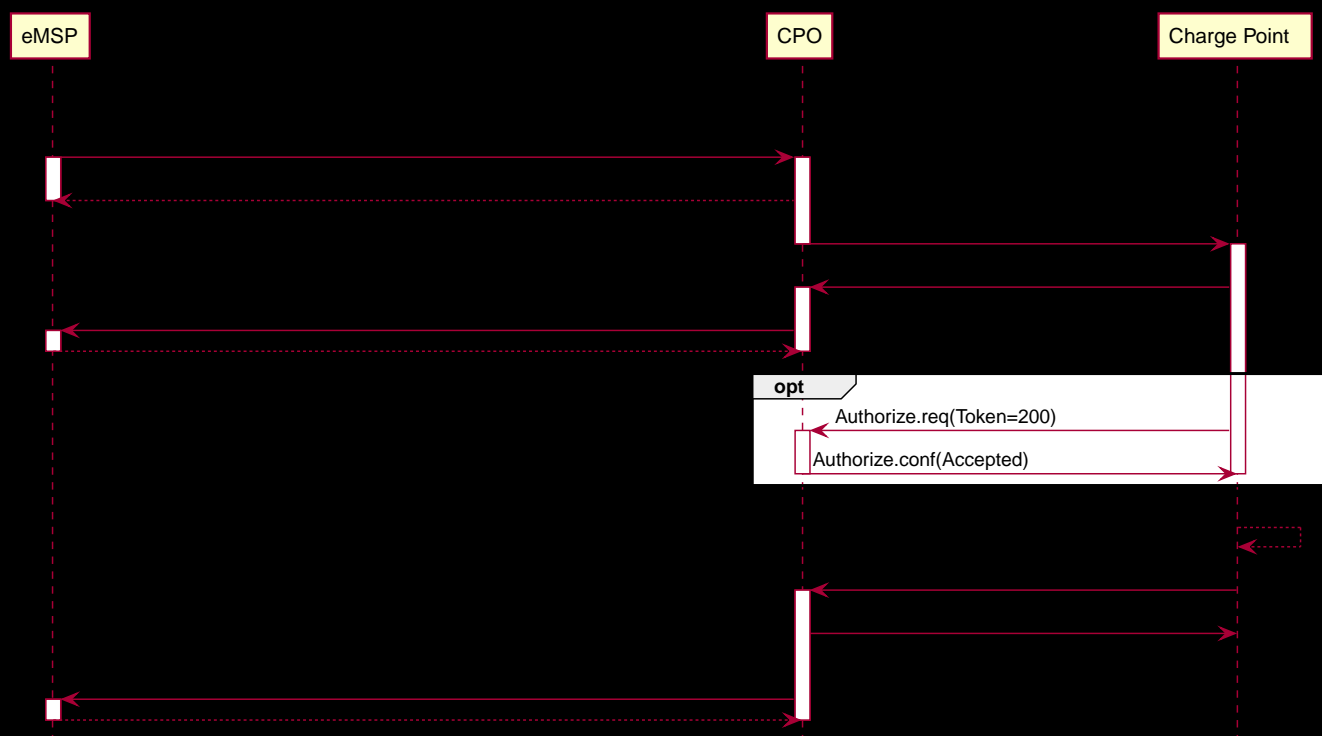 eMSP
CPO
Charge Point
opt
Authorize.req(Token=200)
Authorize.conf(Accepted)